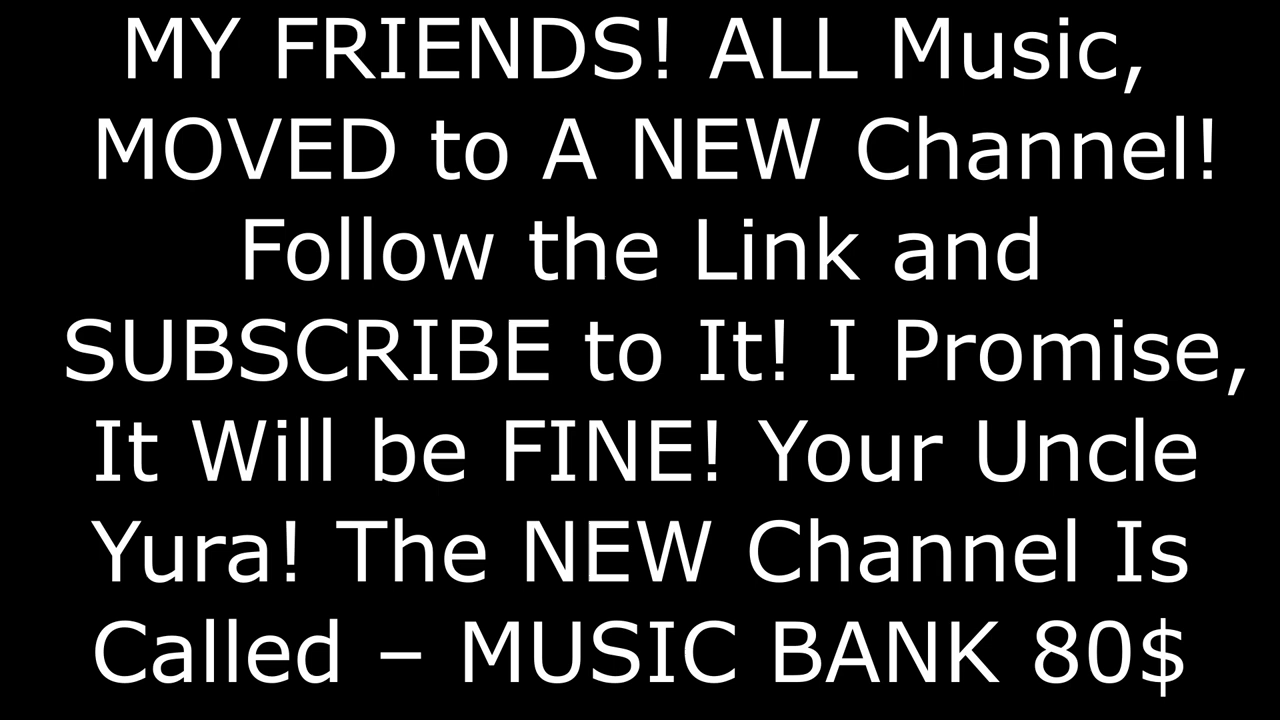 MY FRIENDS! ALL Music,
MOVED to A NEW Channel!
Follow the Link and
SUBSCRIBE to It! I Promise,
It Will be FINE! Your Uncle
Yura! The NEW Channel Is
Called – MUSIC BANK 80$